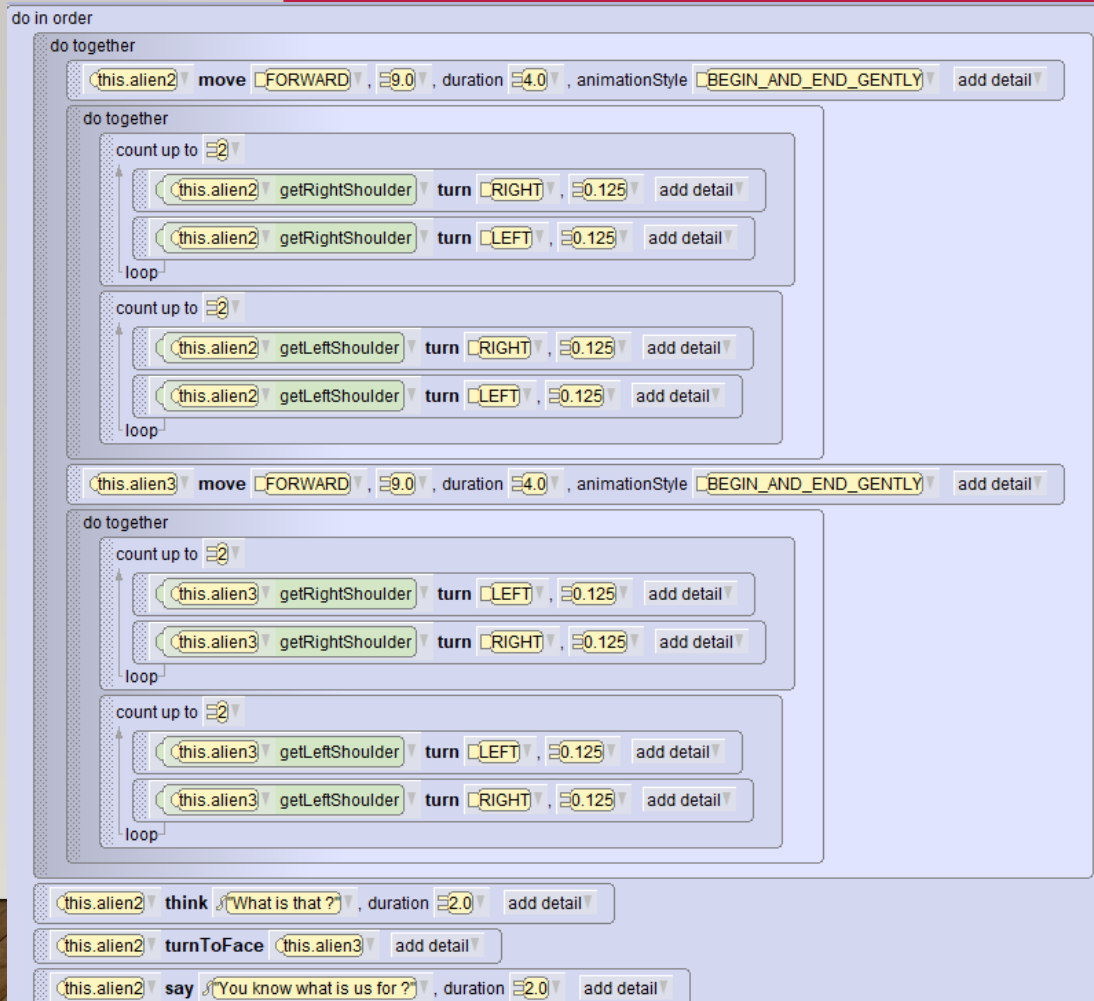 do in order
do together
this.alien2 move FORWARD , 9.0 , duration 4.0 , animationStyle BEGIN_AND_END_GENTLY add detail
do together
count up to 2
this.alien2 getRightShoulder turn RIGHT , 0.125 add detail
this.alien2 getRightShoulder turn LEFT , 0.125 add detail
loop
count up to 2
this.alien2 getLeftShoulder turn RIGHT , 0.125 add detail
this.alien2 getLeftShoulder turn LEFT , 0.125 add detail
loop
this.alien3 move FORWARD , 9.0 , duration 4.0 , animationStyle BEGIN_AND_END_GENTLY add detail
do together
count up to 2
this.alien3 getRightShoulder turn LEFT , 0.125 add detail
this.alien3 getRightShoulder turn RIGHT , 0.125 add detail
loop
count up to 2
this.alien3 getLeftShoulder turn LEFT , 0.125 add detail
this.alien3 getLeftShoulder turn RIGHT , 0.125 add detail
loop
this.alien2 think "What is that ?" , duration 2.0 add detail
this.alien2 turnToFace this.alien3 add detail
this.alien2 say "You know what is us for ?" , duration 2.0 add detail